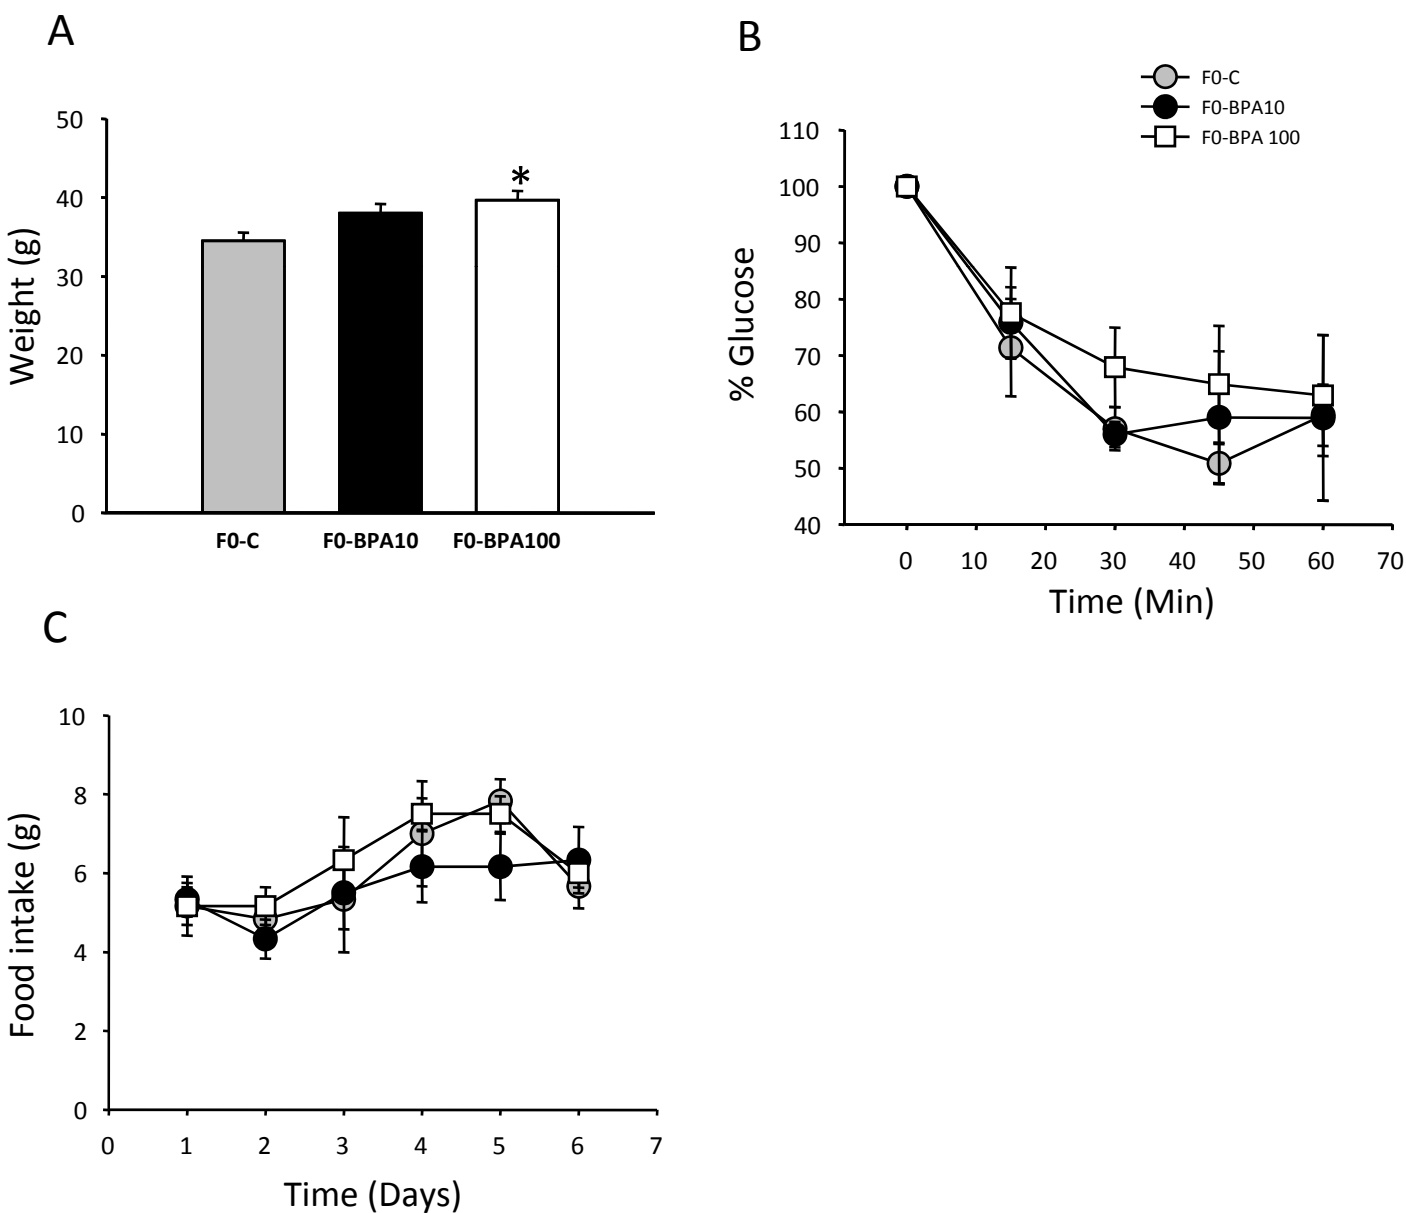 A
50
40
30
20
10
0
Weight (g)
*
F0-C
F0-BPA10
F0-BPA100
B
F0-C
F0-BPA10
F0-BPA 100
110
100
90
80
70
60
50
40
% Glucose
0 10 20 30 40 50 60 70
Time (Min)
C
10
8
6
4
2
0
Food intake (g)
0 1 2 3 4 5 6 7
Time (Days)